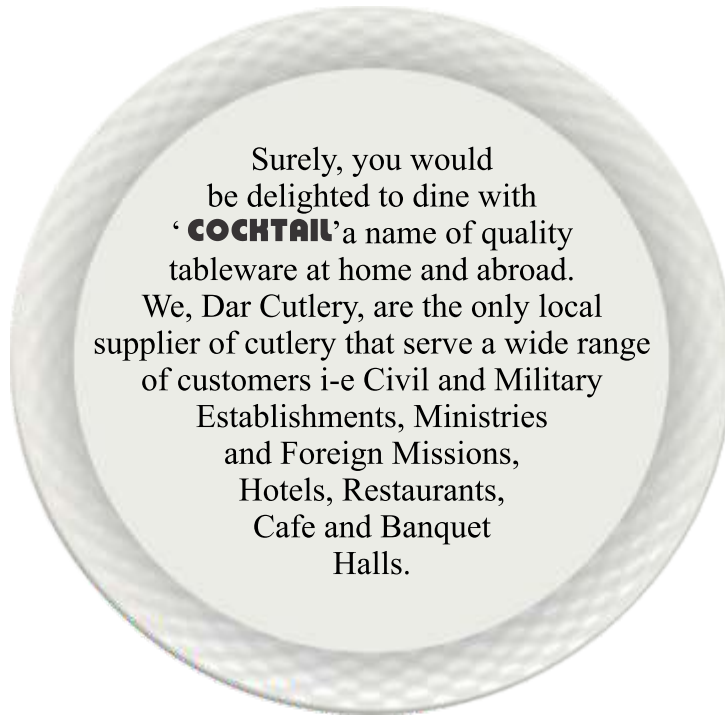 Surely, you would
be delighted to dine with
‘ COCKTAIL’a name of quality
tableware at home and abroad.
We, Dar Cutlery, are the only local
supplier of cutlery that serve a wide range
of customers i-e Civil and Military
Establishments, Ministries
and Foreign Missions,
Hotels, Restaurants,
Cafe and Banquet
Halls.